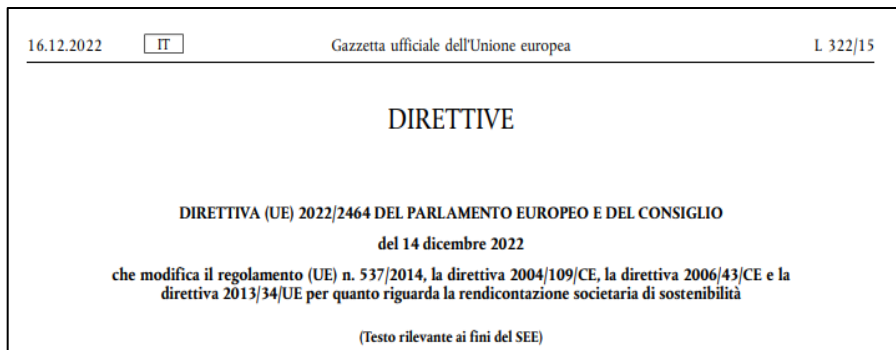 16.12.2022 IT Gazzetta ufficiale dell'Unione europea L 322/15
DIRETTIVE
DIRETTIVA (UE) 2022/2464 DEL PARLAMENTO EUROPEO E DEL CONSIGLIO
del 14 dicembre 2022
che modifica il regolamento (UE) n. 537/2014, la direttiva 2004/109/CE, la direttiva 2006/43/CE e la
direttiva 2013/34/UE per quanto riguarda la rendicontazione societaria di sostenibilità
(Testo rilevante ai fini del SEE)